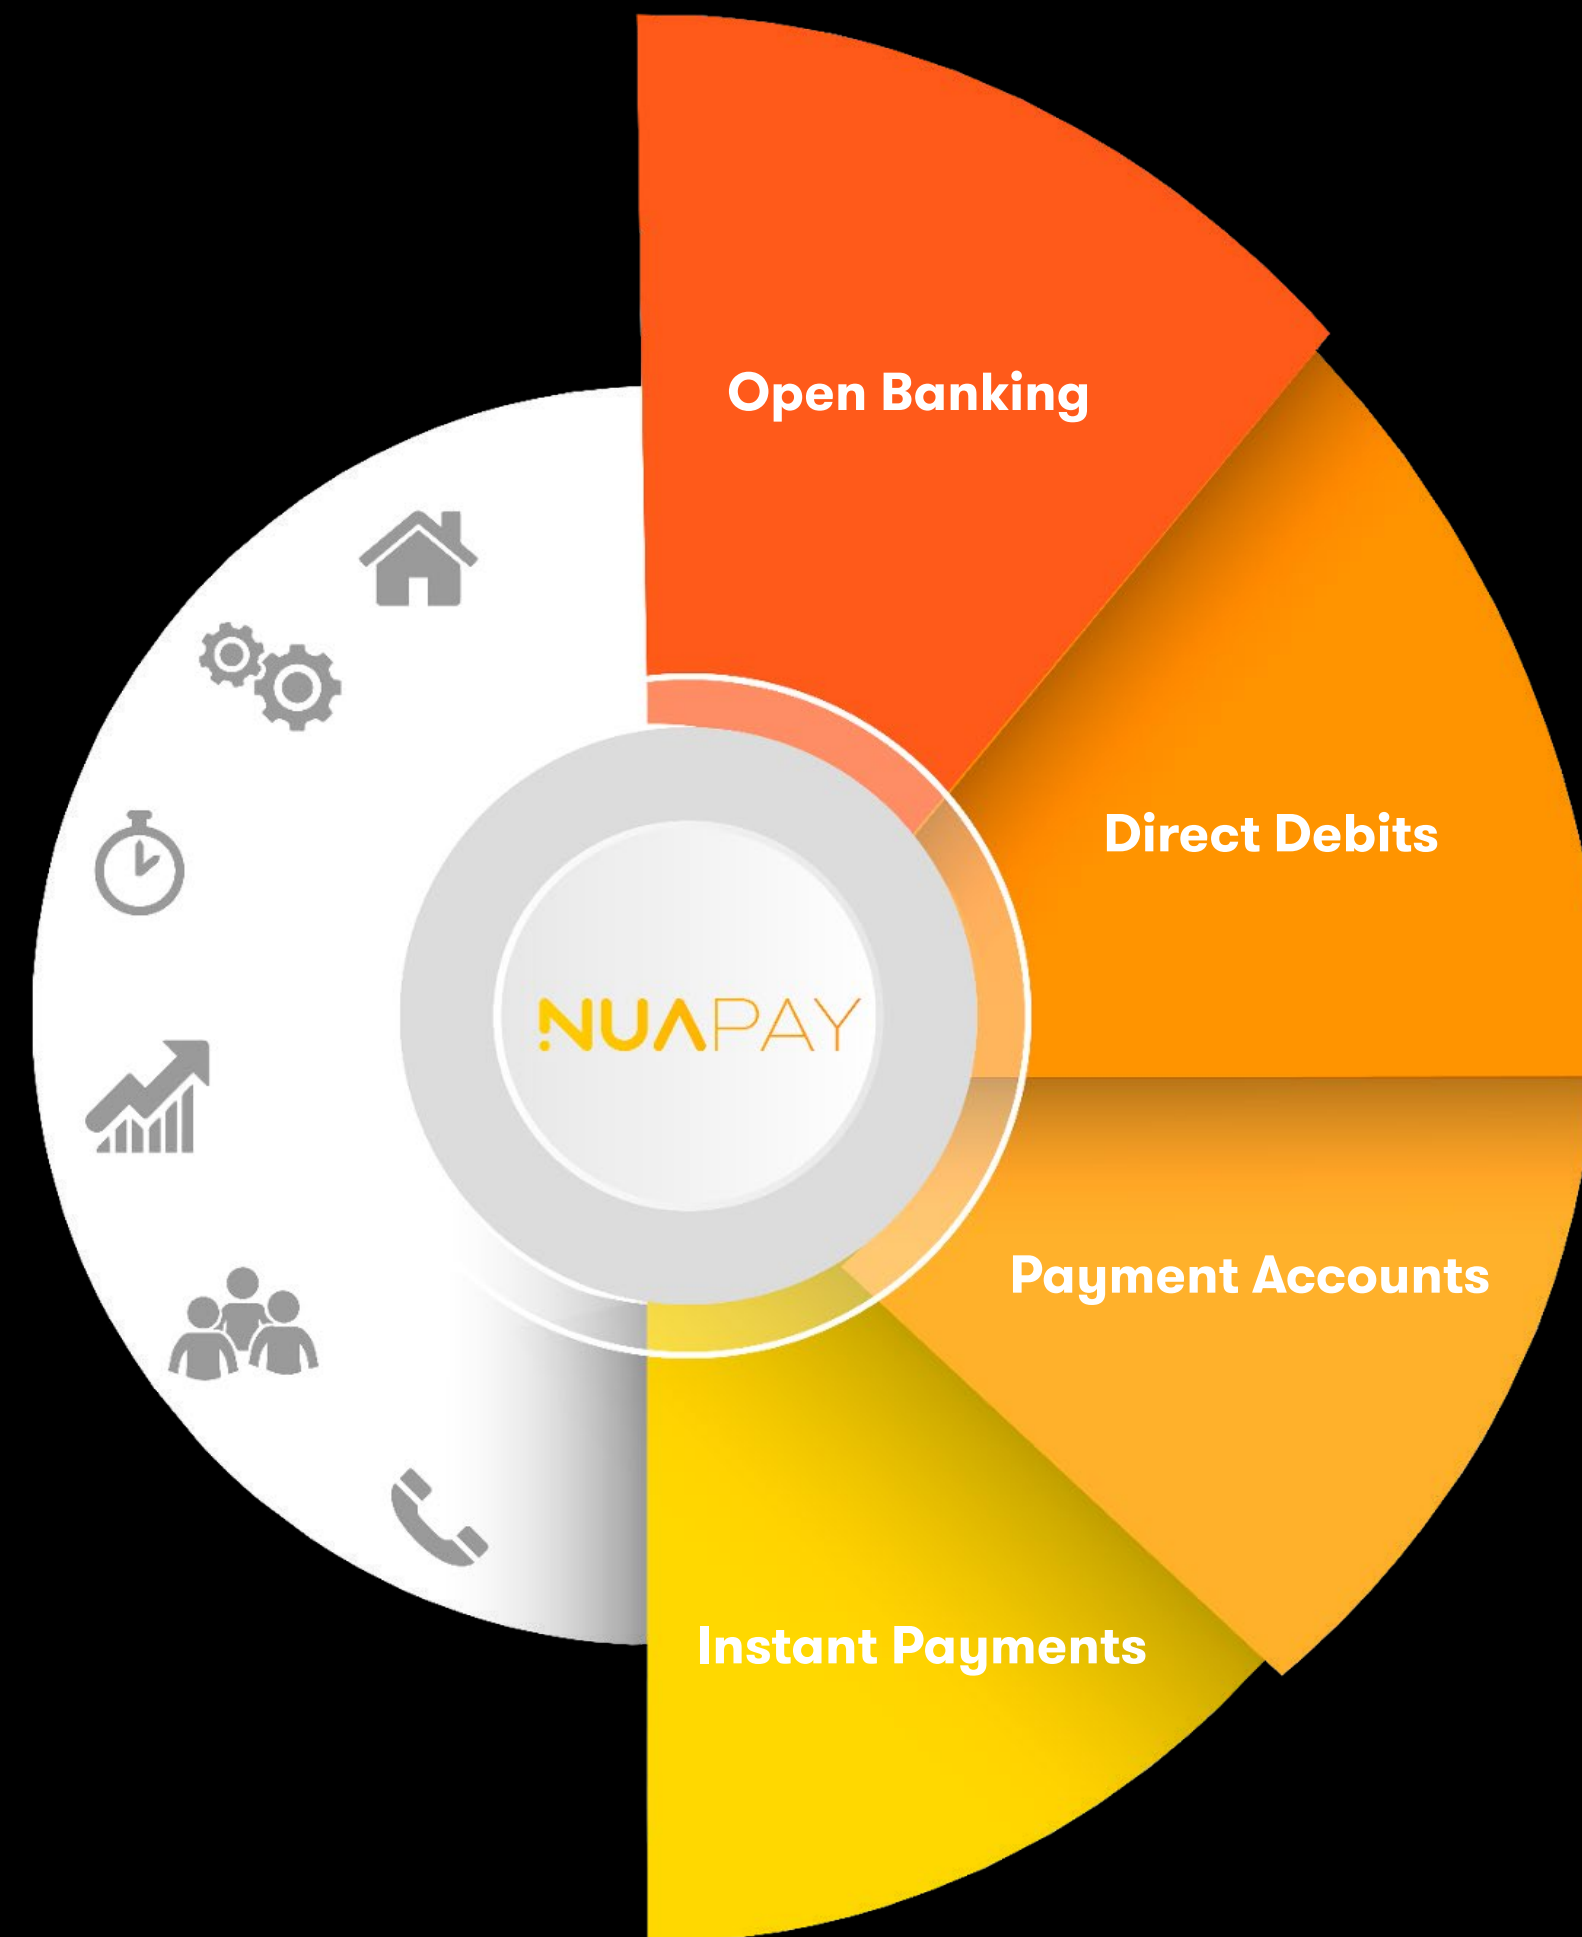 Open Banking
Direct Debits
NUAPAY
Payment Accounts
Instant Payments